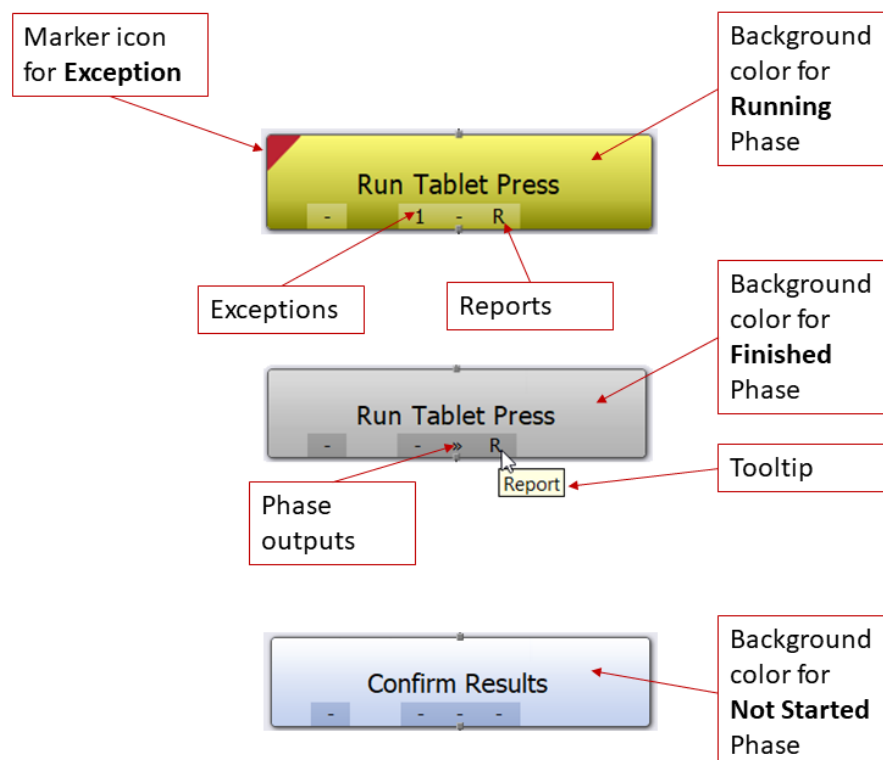 Marker icon
for Exception
Background
color for
Running
Phase
Run Tablet Press
- 1 - R
Exceptions
Reports
Background
color for
Finished
Phase
Run Tablet Press
- - » R
Report
Tooltip
Phase
outputs
Background
color for
Not Started
Phase
Confirm Results
- - - -